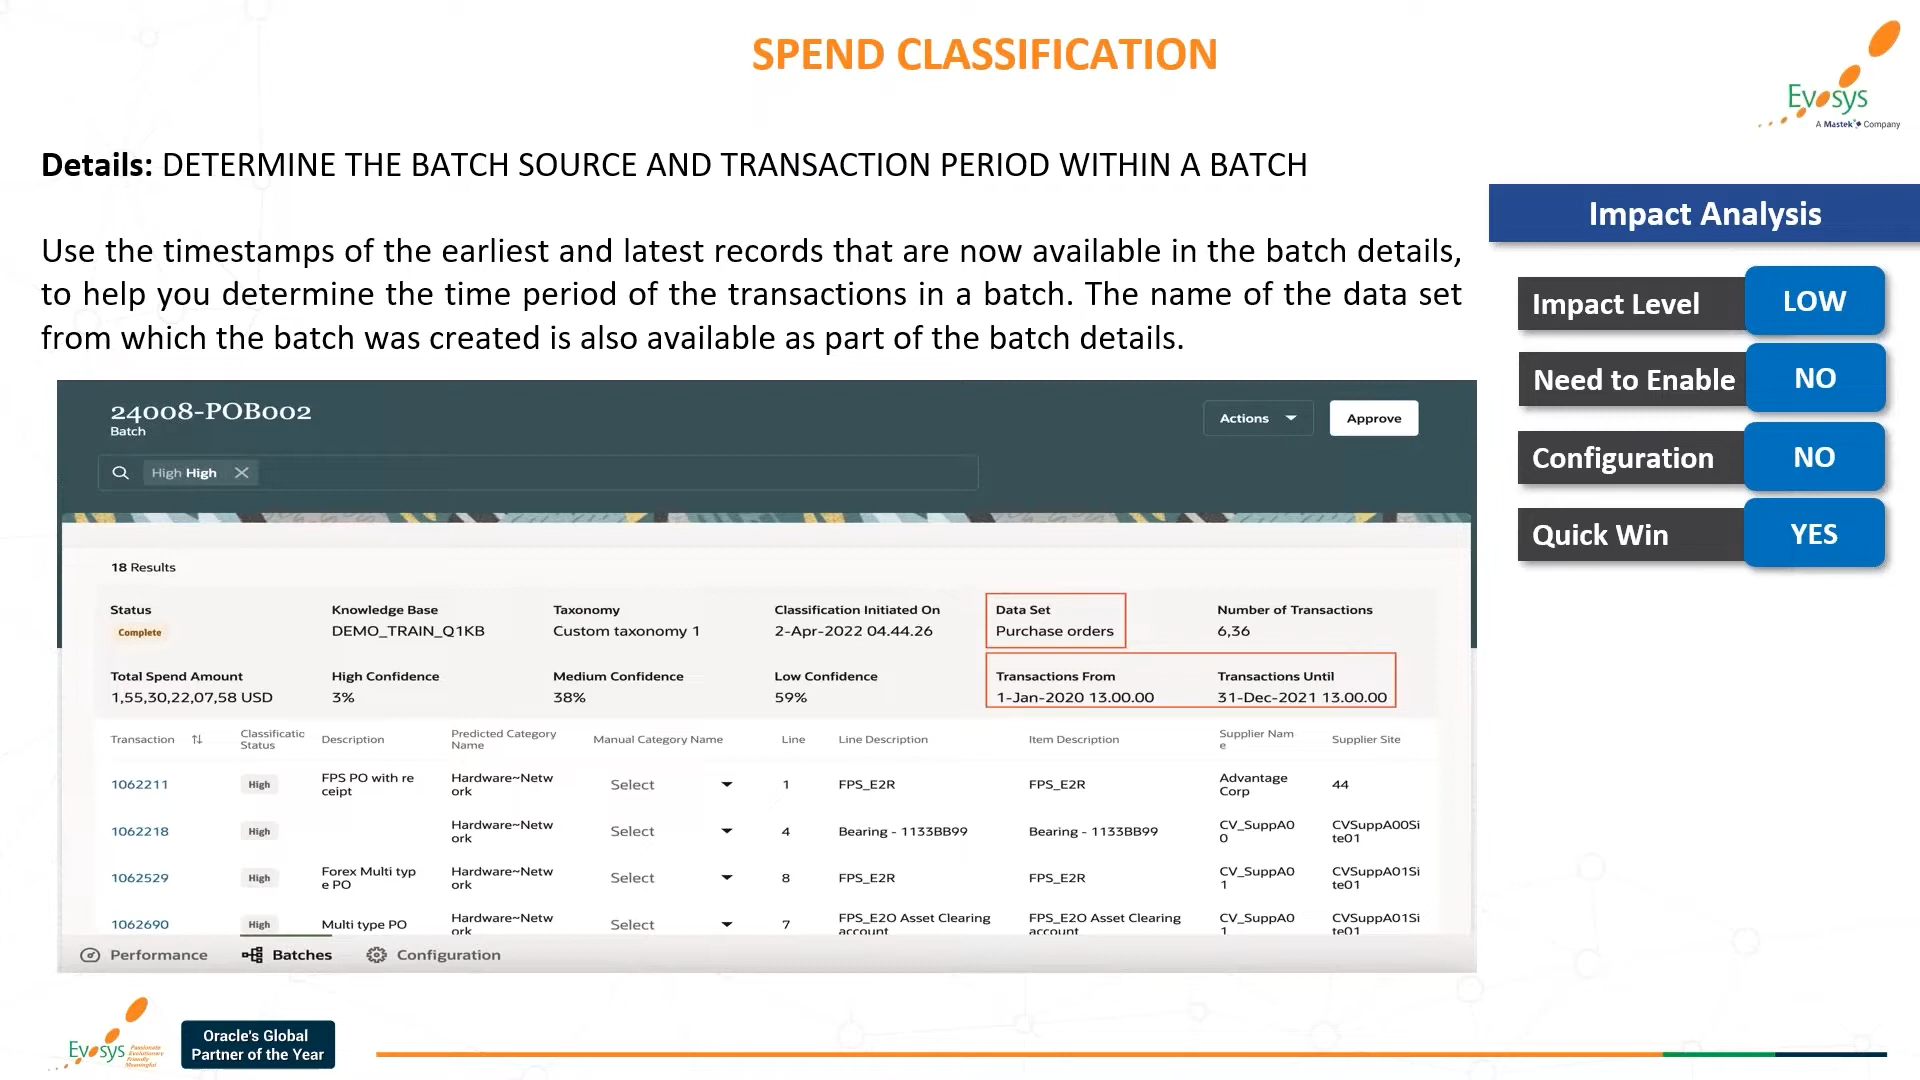 SPEND CLASSIFICATION
Evosys
A Mastek Company
Details: DETERMINE THE BATCH SOURCE AND TRANSACTION PERIOD WITHIN A BATCH
Use the timestamps of the earliest and latest records that are now available in the batch details,
to help you determine the time period of the transactions in a batch. The name of the data set
from which the batch was created is also available as part of the batch details.
Impact Analysis
Impact Level LOW
Need to Enable NO
Configuration NO
Quick Win YES
24008-POB002
Batch
Actions Approve
High High
18 Results
Status Knowledge Base Taxonomy Classification Initiated On Data Set Number of Transactions
Complete DEMO_TRAIN_Q1KB Custom taxonomy 1 2-Apr-2022 04.44.26 Purchase orders 6,36
Total Spend Amount High Confidence Medium Confidence Low Confidence Transactions From Transactions Until
1,55,30,22,07,58 USD 3% 38% 59% 1-Jan-2020 13.00.00 31-Dec-2021 13.00.00
Transaction Classificatic Description Predicted Category Manual Category Name Line Line Description Item Description Supplier Nam Supplier Site
Status Name e
1062211 High FPS PO with re Hardware~Netw Select 1 FPS_E2R FPS_E2R Advantage 44
ceipt ork Corp
1062218 High Hardware~Netw Select 4 Bearing - 1133BB99 Bearing - 1133BB99 CV_SuppA0 CVSuppA00Si
ork 0 te01
1062529 High Forex Multi typ Hardware~Netw Select 8 FPS_E2R FPS_E2R CV_SuppA0 CVSuppA01Si
e PO ork 1 te01
1062690 High Multi type PO Hardware~Netw Select 7 FPS_E2O Asset Clearing FPS_E2O Asset Clearing CV_SuppA0 CVSuppA01Si
ork account account 1 te01
Performance Batches Configuration
Evosys
Passionate
Evolutionary
Friendly
Meaningful
Oracle's Global
Partner of the Year